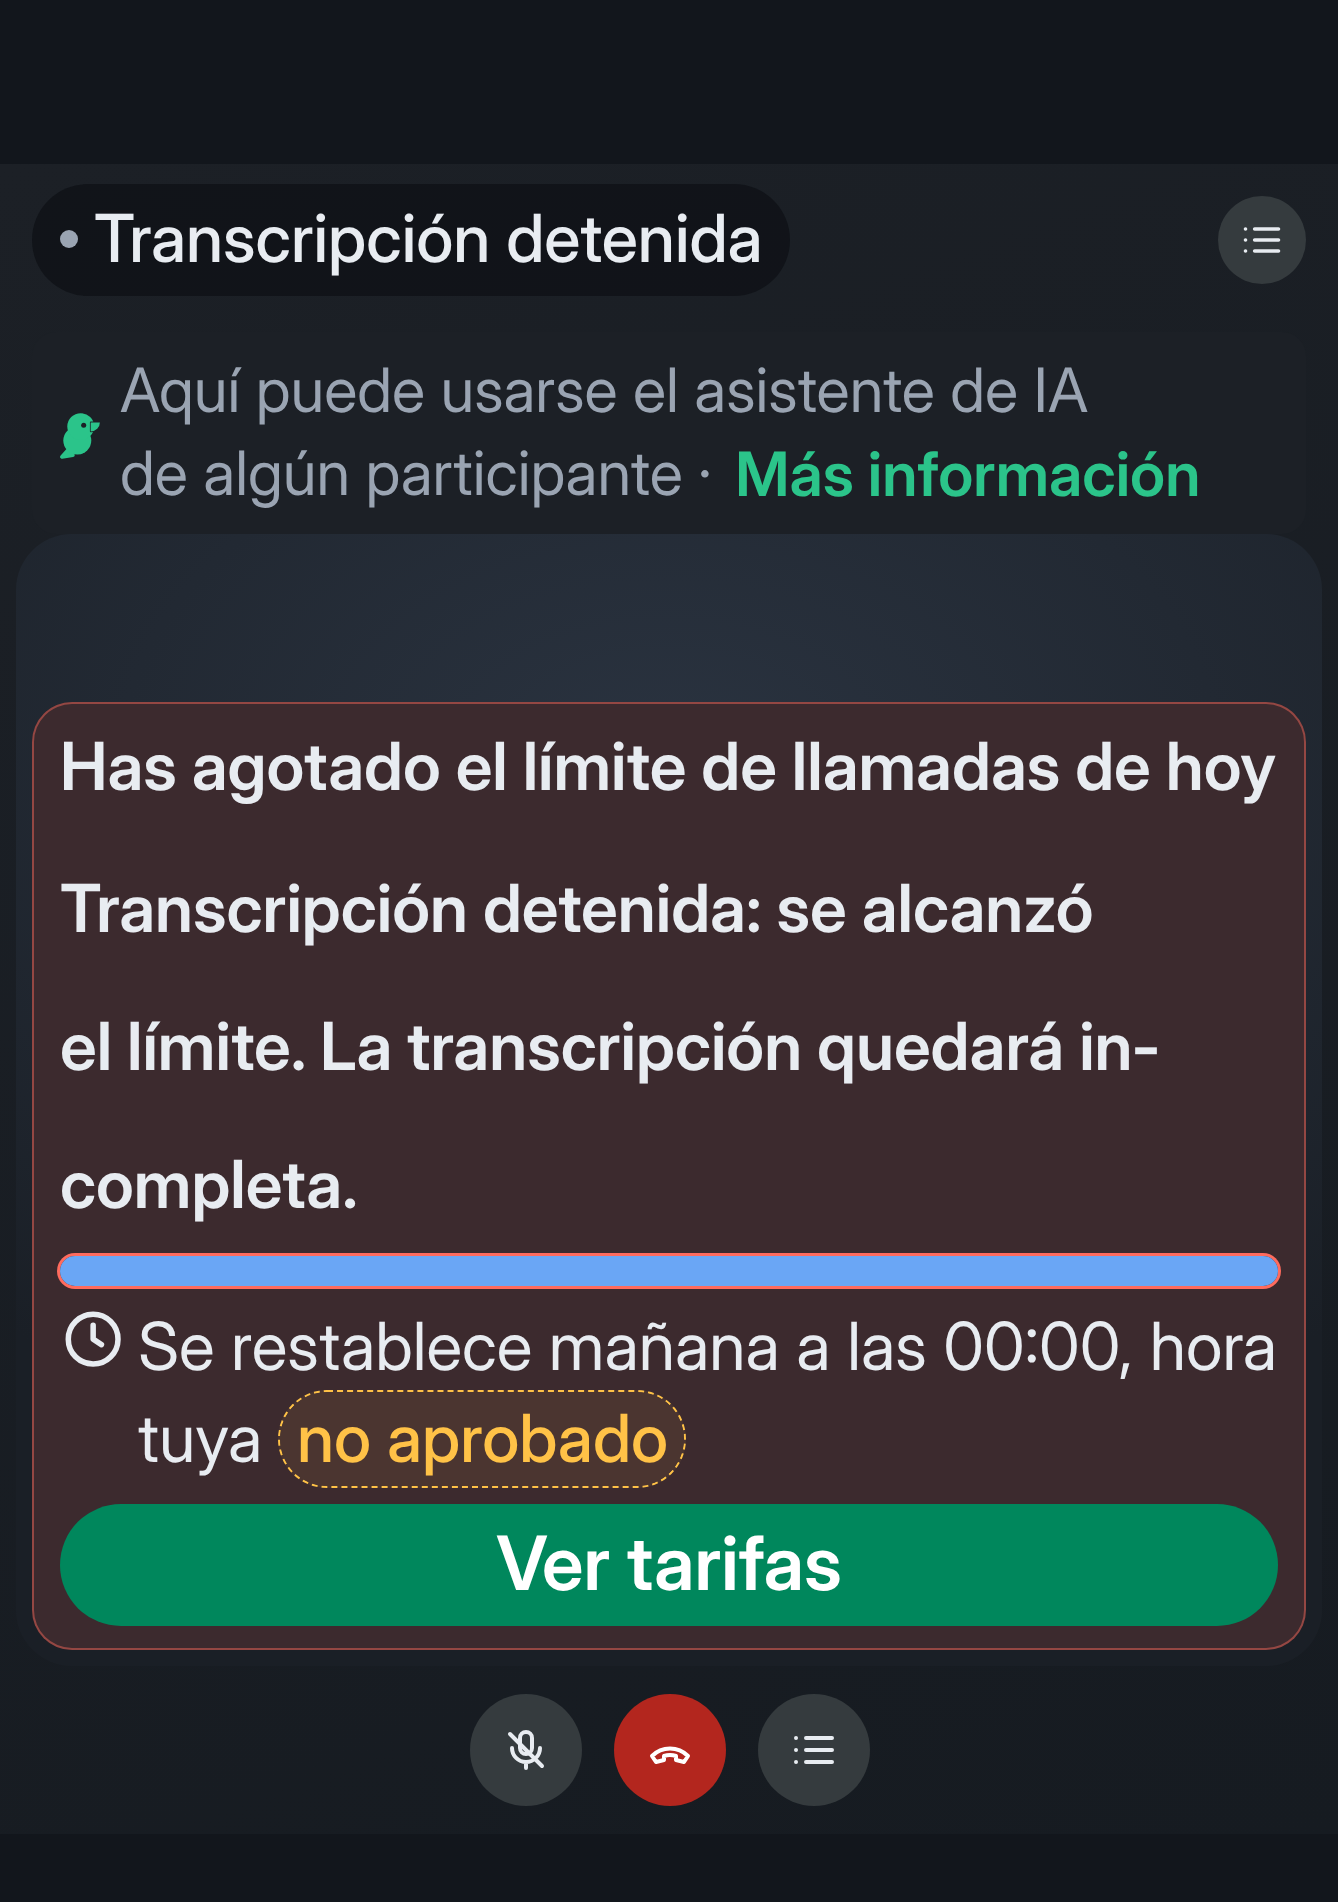 • Transcripción detenida
Aquí puede usarse el asistente de IA
de algún participante · Más información
Has agotado el límite de llamadas de hoy
Transcripción detenida: se alcanzó
el límite. La transcripción quedará in-
completa.
Se restablece mañana a las 00:00, hora
tuya no aprobado
Ver tarifas